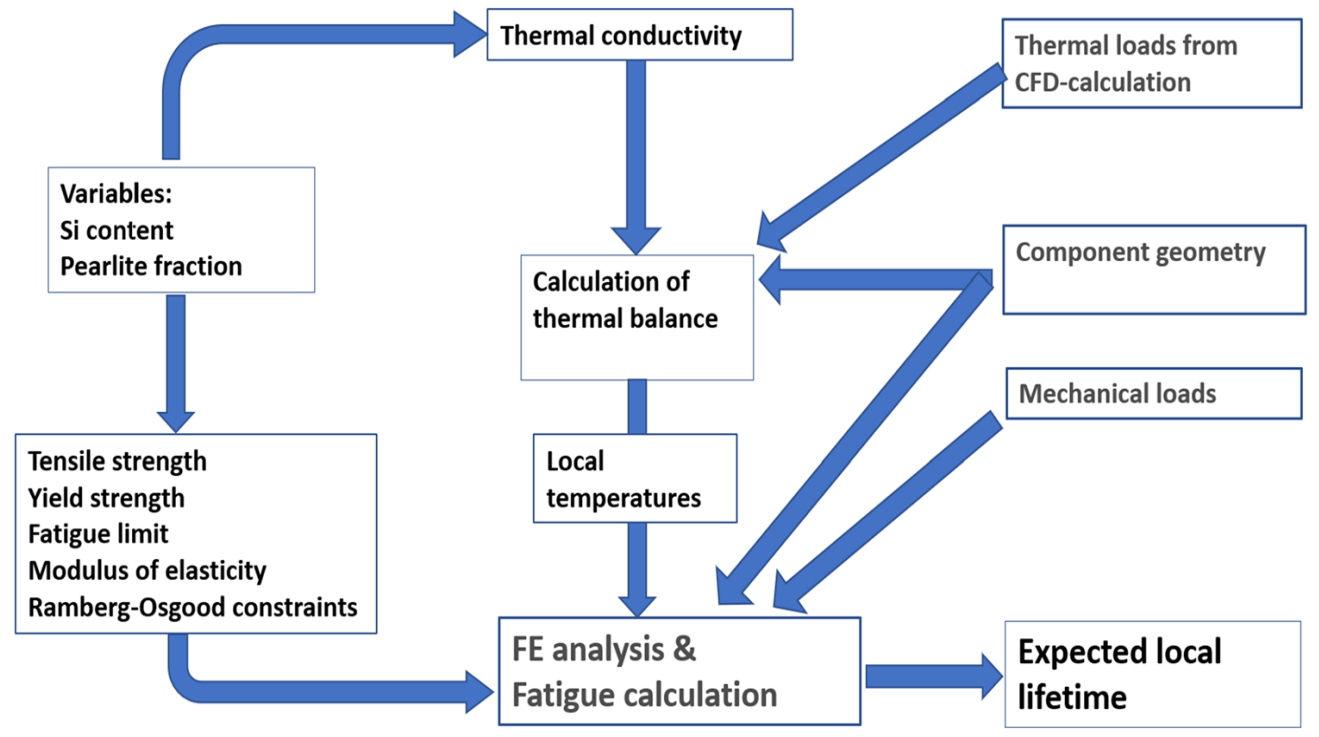 Thermal conductivity
Thermal loads from
CFD-calculation
Variables:
Si content
Pearlite fraction
Calculation of
thermal balance
Component geometry
Mechanical loads
Tensile strength
Yield strength
Fatigue limit
Modulus of elasticity
Ramberg-Osgood constraints
Local
temperatures
FE analysis &
Fatigue calculation
Expected local
lifetime